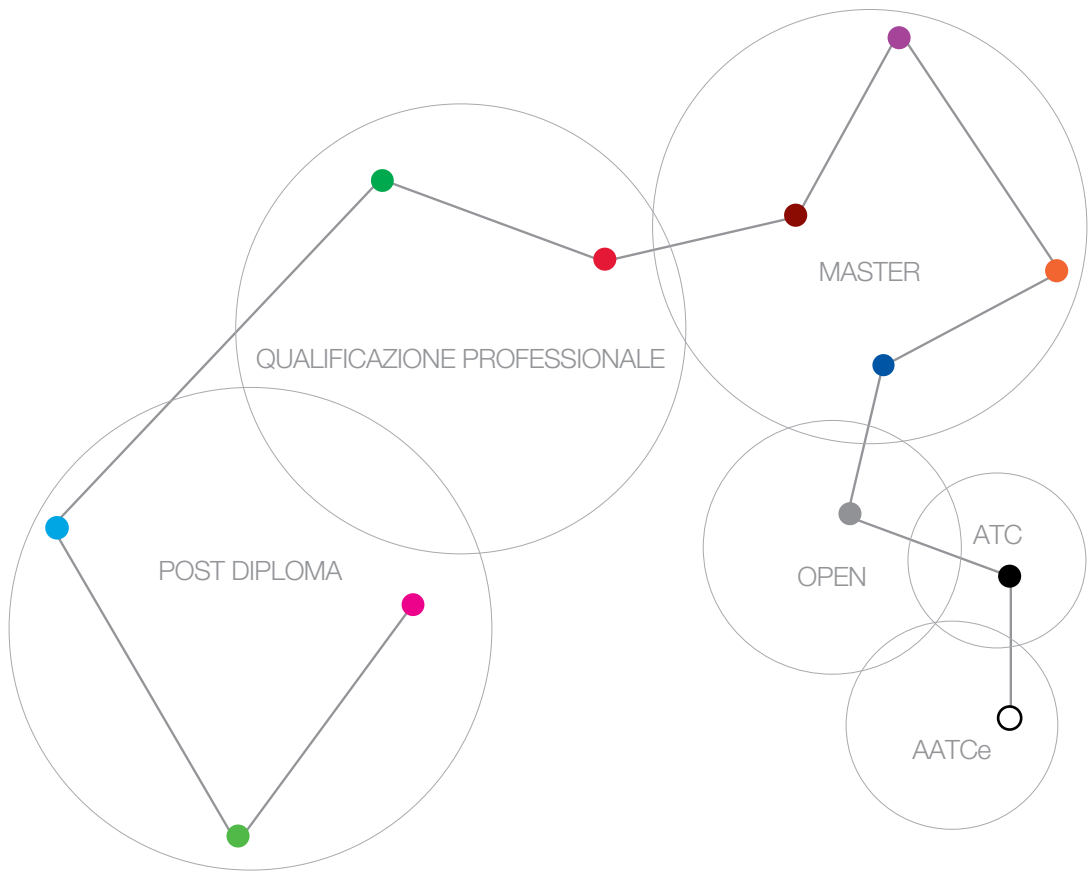 MASTER
QUALIFICAZIONE PROFESSIONALE
ATC
POST DIPLOMA
OPEN
AATCe